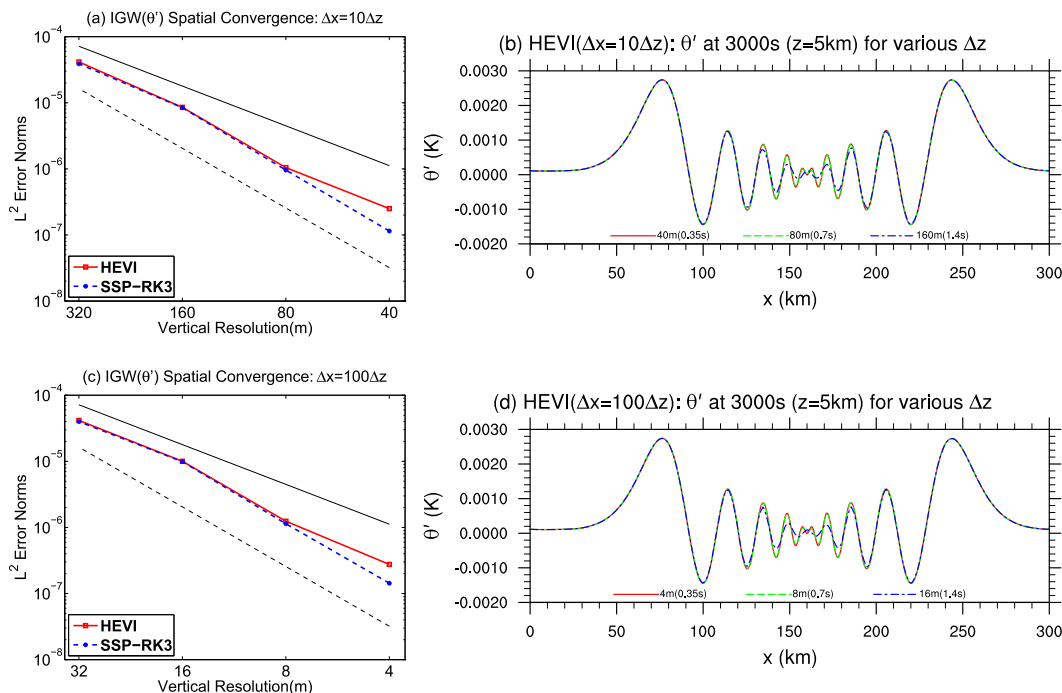 (a) IGW(θ') Spatial Convergence: Δx=10Δz
10⁻⁴
10⁻⁵
10⁻⁶
10⁻⁷
10⁻⁸
L² Error Norms
HEVI
SSP−RK3
320 160 80 40
Vertical Resolution(m)
(b) HEVI(Δx=10Δz): θ′ at 3000s (z=5km) for various Δz
0.0030
0.0020
0.0010
0.0000
-0.0010
-0.0020
θ′ (K)
40m(0.35s) 80m(0.7s) 160m(1.4s)
0 50 100 150 200 250 300
x (km)
(c) IGW(θ') Spatial Convergence: Δx=100Δz
10⁻⁴
10⁻⁵
10⁻⁶
10⁻⁷
10⁻⁸
L² Error Norms
HEVI
SSP−RK3
32 16 8 4
Vertical Resolution(m)
(d) HEVI(Δx=100Δz): θ′ at 3000s (z=5km) for various Δz
0.0030
0.0020
0.0010
0.0000
-0.0010
-0.0020
θ′ (K)
4m(0.35s) 8m(0.7s) 16m(1.4s)
0 50 100 150 200 250 300
x (km)